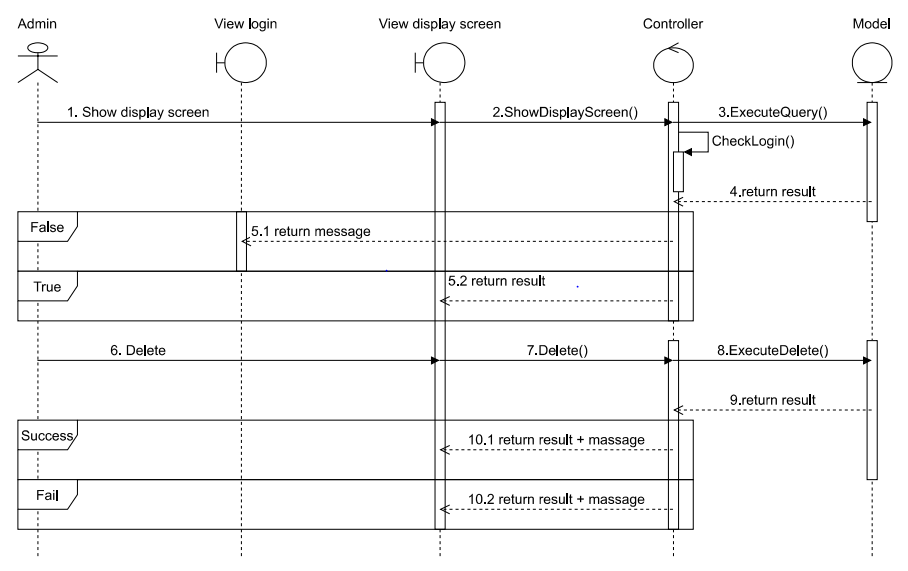 Admin
View login
View display screen
Controller
Model
1. Show display screen
2.ShowDisplayScreen()
3.ExecuteQuery()
CheckLogin()
4.return result
False
5.1 return message
True
5.2 return result
6. Delete
7.Delete()
8.ExecuteDelete()
9.return result
Success
10.1 return result + massage
Fail
10.2 return result + massage